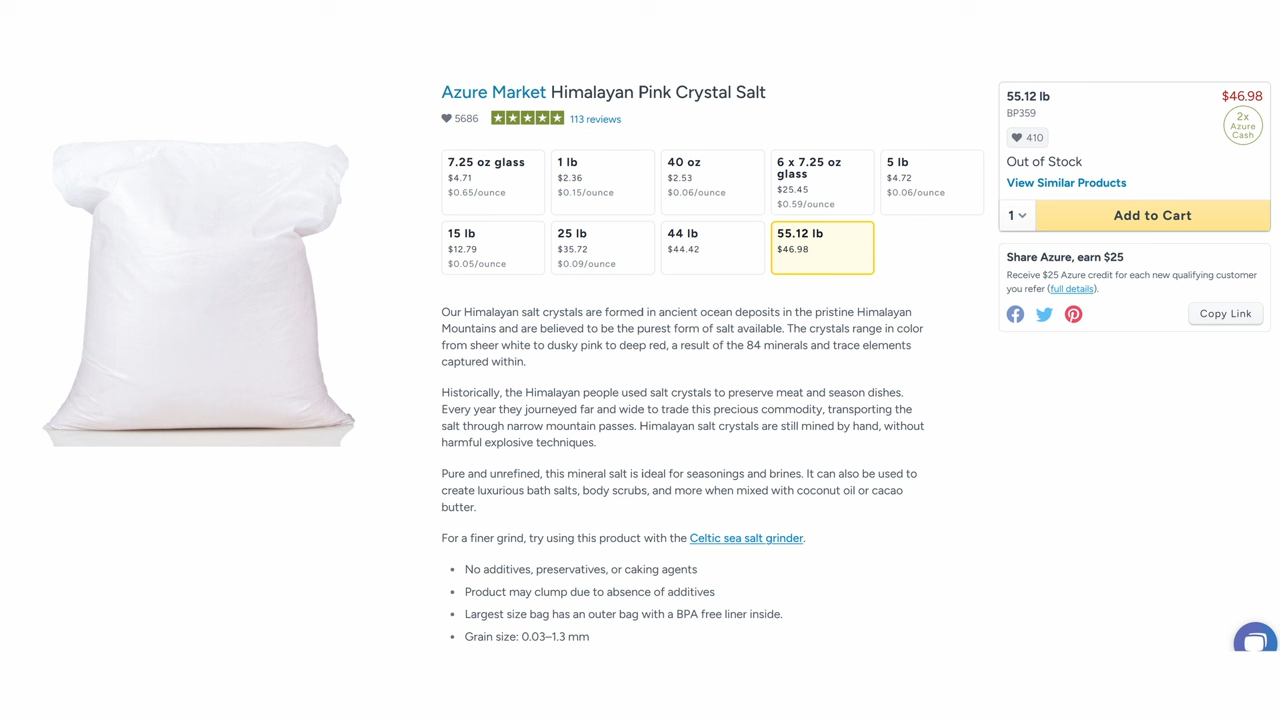 Azure Market Himalayan Pink Crystal Salt
5686 113 reviews
7.25 oz glass
$4.71
$0.65/ounce
1 lb
$2.36
$0.15/ounce
40 oz
$2.53
$0.06/ounce
6 x 7.25 oz
glass
$25.45
$0.59/ounce
5 lb
$4.72
$0.06/ounce
15 lb
$12.79
$0.05/ounce
25 lb
$35.72
$0.09/ounce
44 lb
$44.42
55.12 lb
$46.98
Our Himalayan salt crystals are formed in ancient ocean deposits in the pristine Himalayan
Mountains and are believed to be the purest form of salt available. The crystals range in color
from sheer white to dusky pink to deep red, a result of the 84 minerals and trace elements
captured within.
Historically, the Himalayan people used salt crystals to preserve meat and season dishes.
Every year they journeyed far and wide to trade this precious commodity, transporting the
salt through narrow mountain passes. Himalayan salt crystals are still mined by hand, without
harmful explosive techniques.
Pure and unrefined, this mineral salt is ideal for seasonings and brines. It can also be used to
create luxurious bath salts, body scrubs, and more when mixed with coconut oil or cacao
butter.
For a finer grind, try using this product with the Celtic sea salt grinder.
• No additives, preservatives, or caking agents
• Product may clump due to absence of additives
• Largest size bag has an outer bag with a BPA free liner inside.
• Grain size: 0.03–1.3 mm
55.12 lb $46.98
BP359
2x
Azure
Cash
410
Out of Stock
View Similar Products
1 Add to Cart
Share Azure, earn $25
Receive $25 Azure credit for each new qualifying customer
you refer (full details).
Copy Link